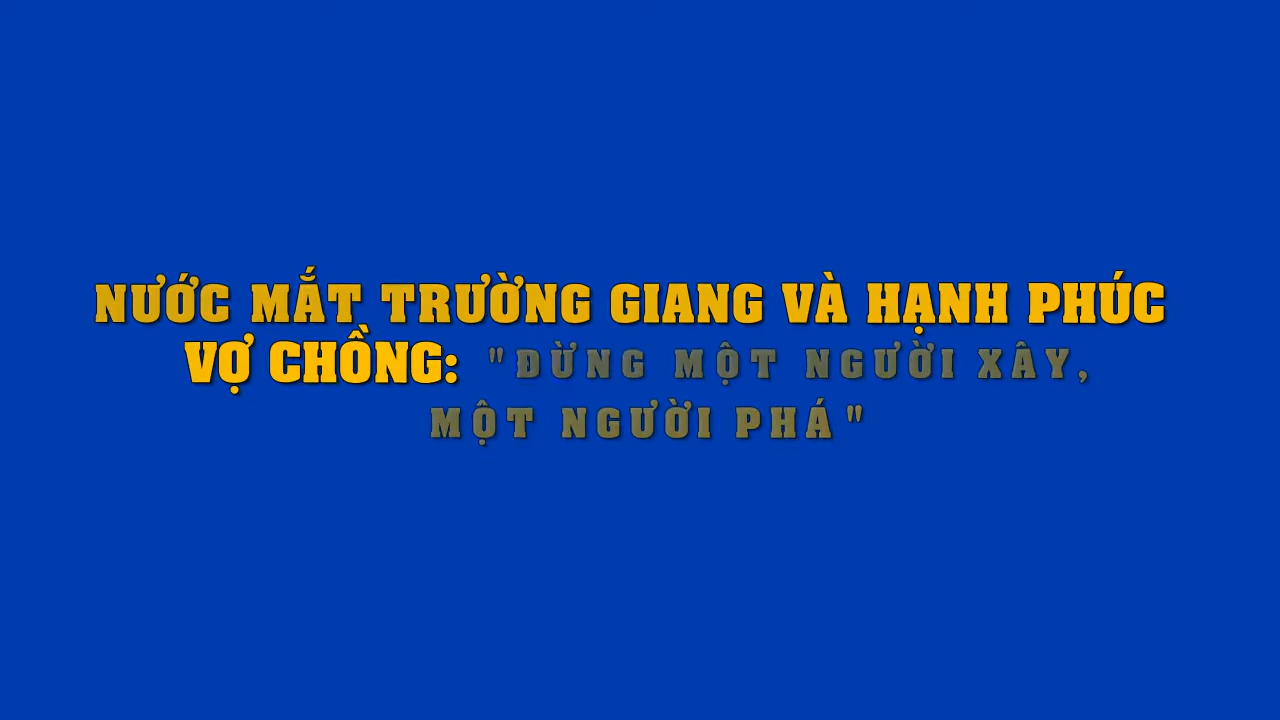 NƯỚC MẮT TRƯỜNG GIANG VÀ HẠNH PHÚC
VỢ CHỒNG: "ĐỪNG MỘT NGƯỜI XÂY,
MỘT NGƯỜI PHÁ"